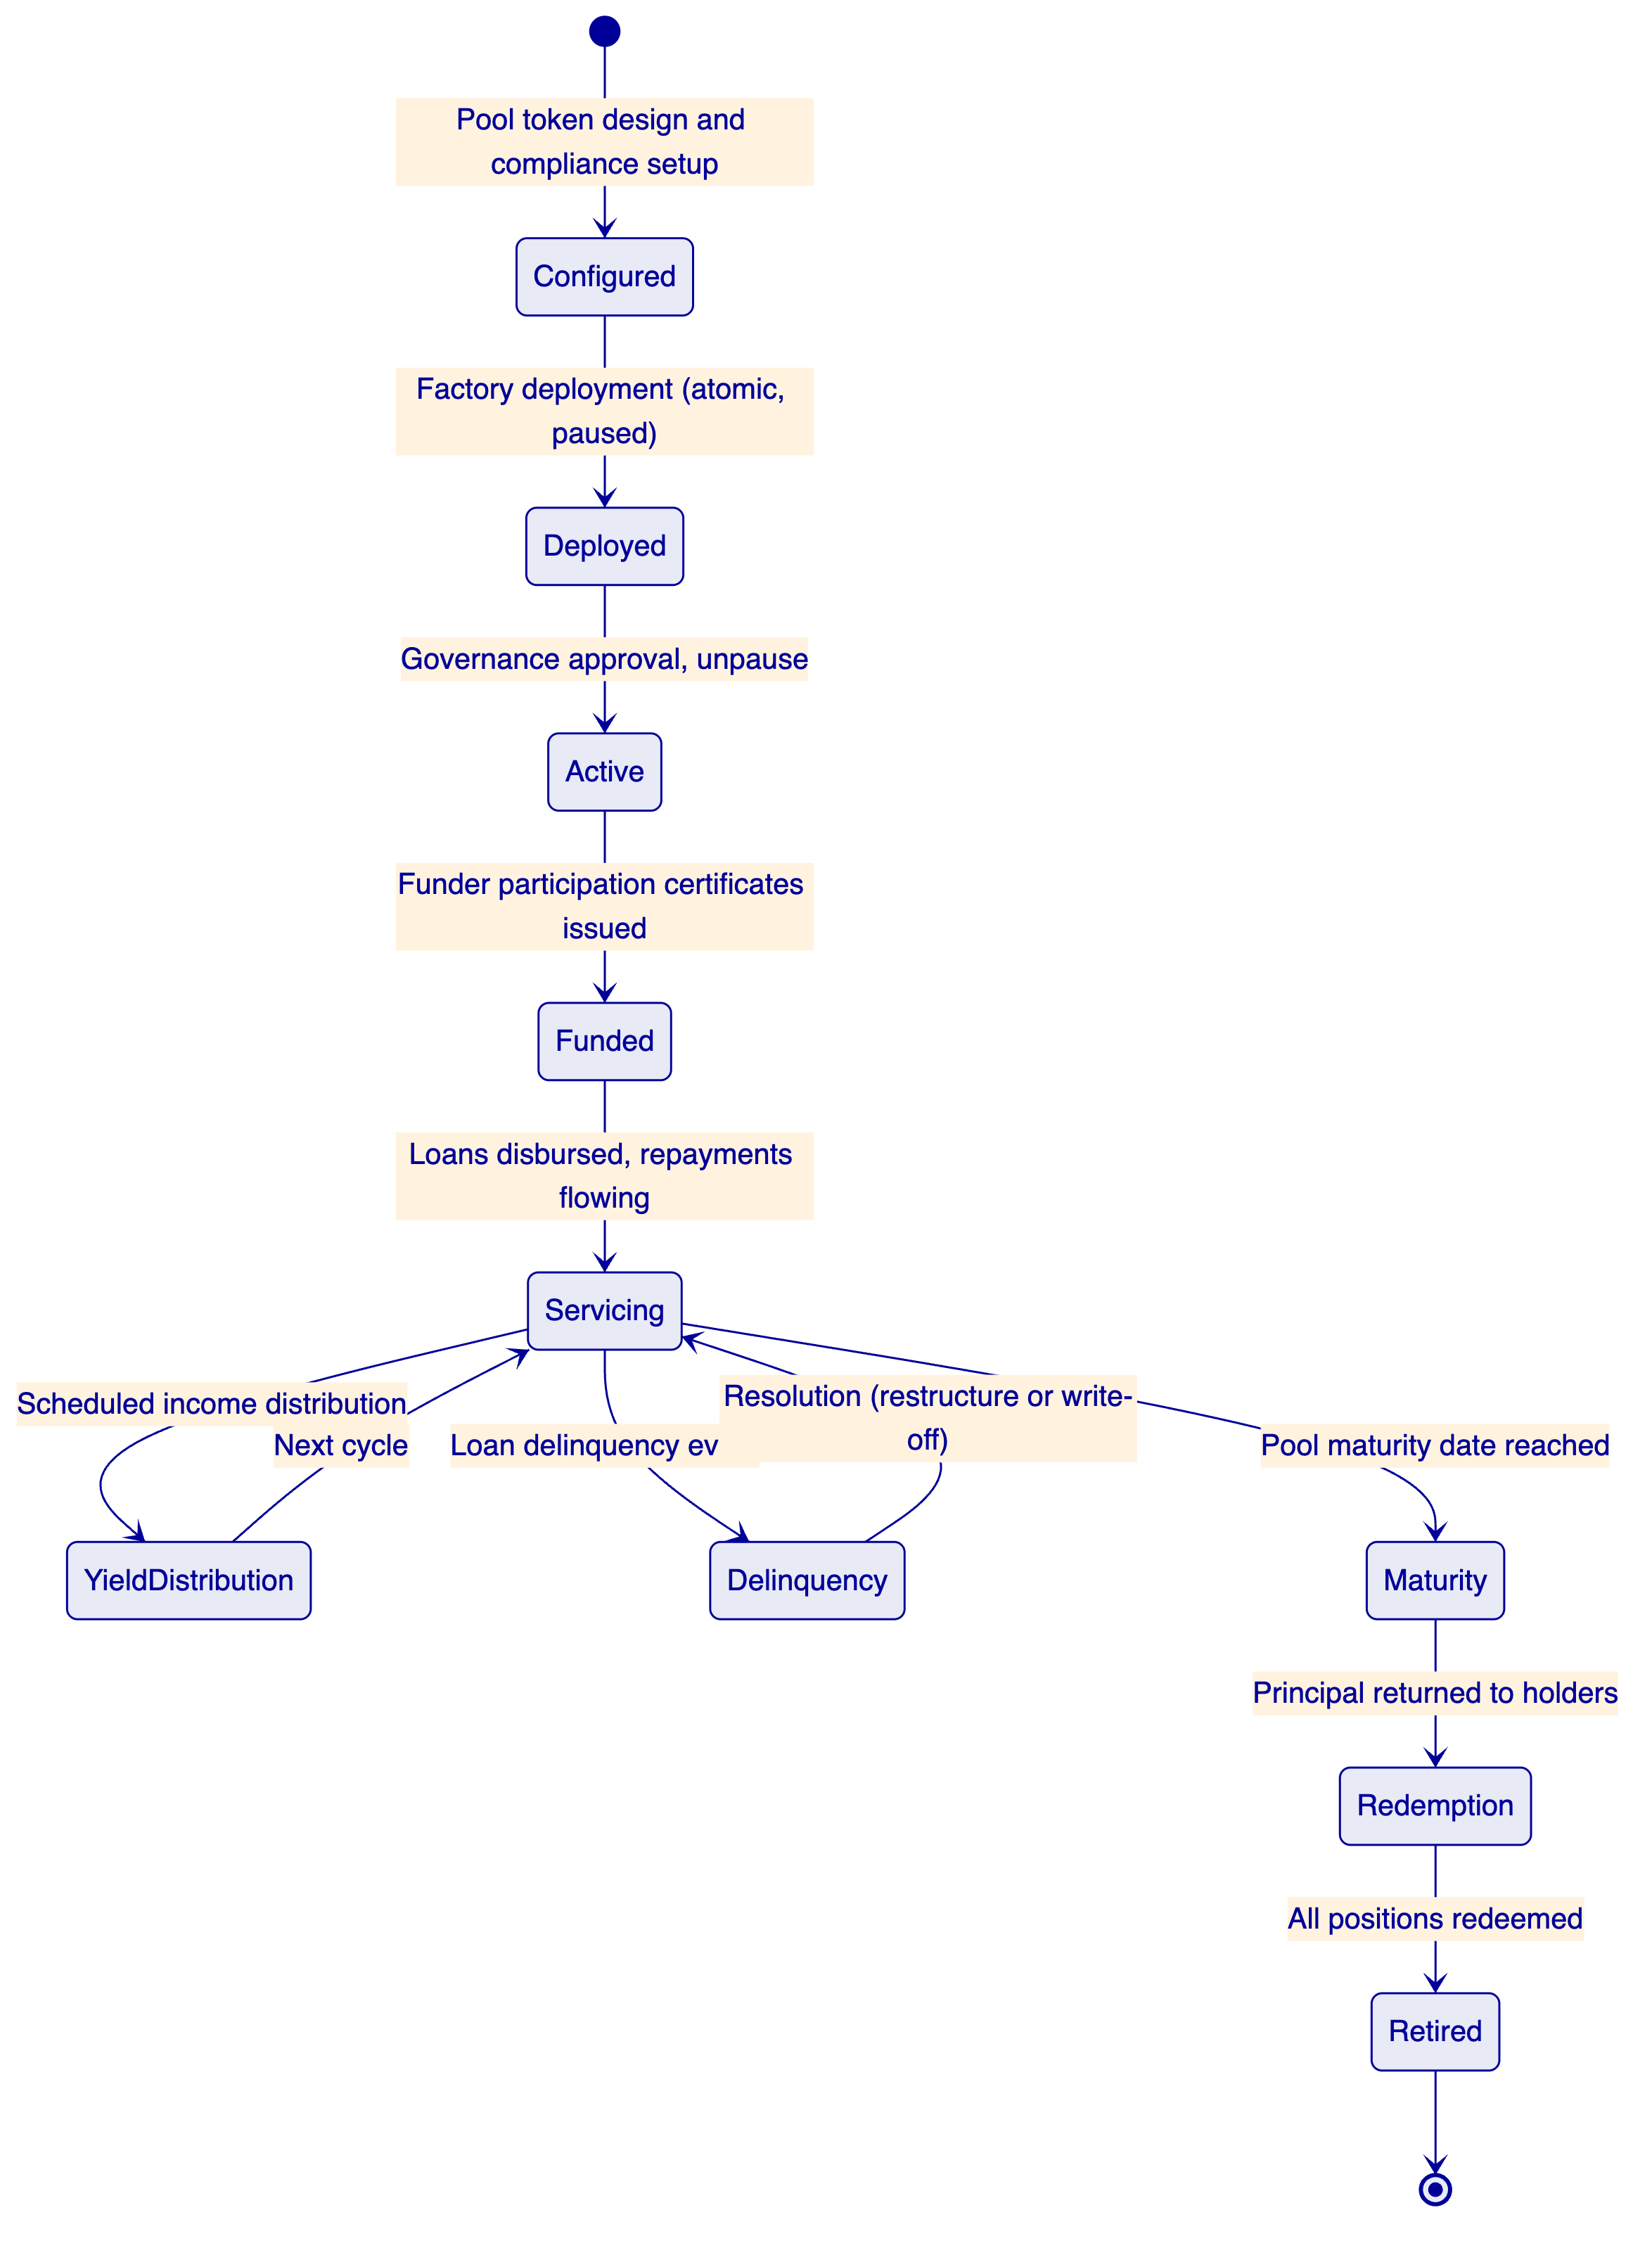 Pool token design and
compliance setup
Configured
Factory deployment (atomic,
paused)
Deployed
Governance approval, unpause
Active
Funder participation certificates
issued
Funded
Loans disbursed, repayments
flowing
Servicing
Scheduled income distribution
Next cycle
Loan delinquency
Resolution (restructure or write-
off)
Pool maturity date reached
YieldDistribution
Delinquency
Maturity
Principal returned to holders
Redemption
All positions redeemed
Retired